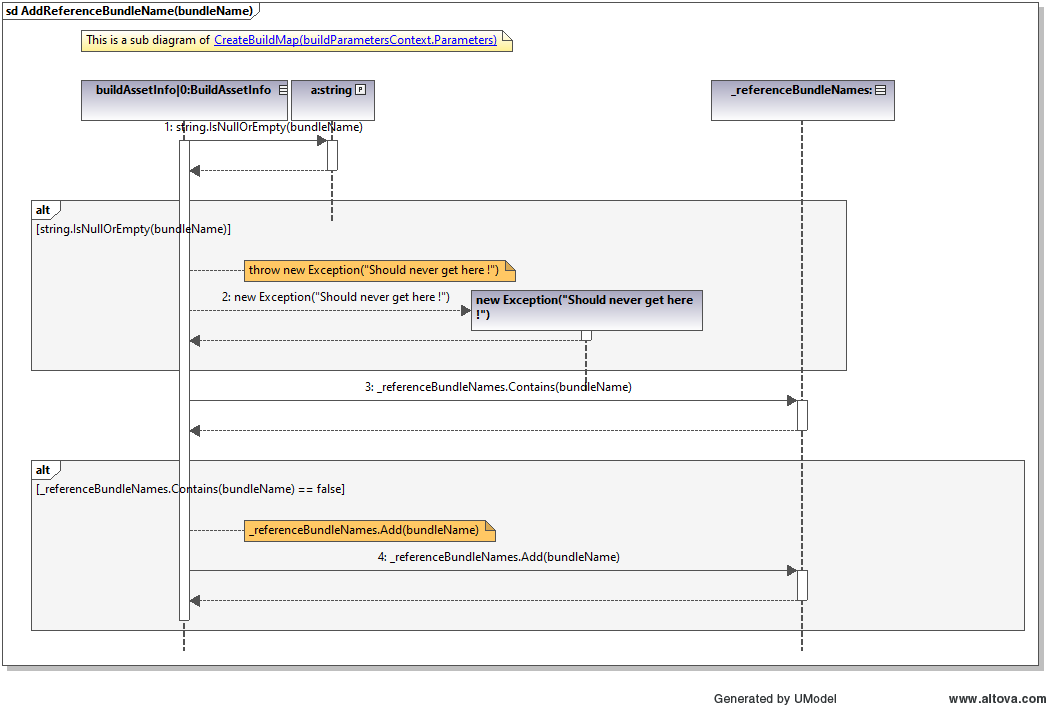 sd AddReferenceBundleName(bundleName)
This is a sub diagram of CreateBuildMap(buildParametersContext.Parameters)
buildAssetInfo|0:BuildAssetInfo
a:string P
_referenceBundleNames:
1: string.IsNullOrEmpty(bundleName)
alt
[string.IsNullOrEmpty(bundleName)]
throw new Exception("Should never get here !")
2: new Exception("Should never get here !")
new Exception("Should never get here
!")
3: _referenceBundleNames.Contains(bundleName)
alt
[_referenceBundleNames.Contains(bundleName) == false]
_referenceBundleNames.Add(bundleName)
4: _referenceBundleNames.Add(bundleName)
Generated by UModel
www.altova.com